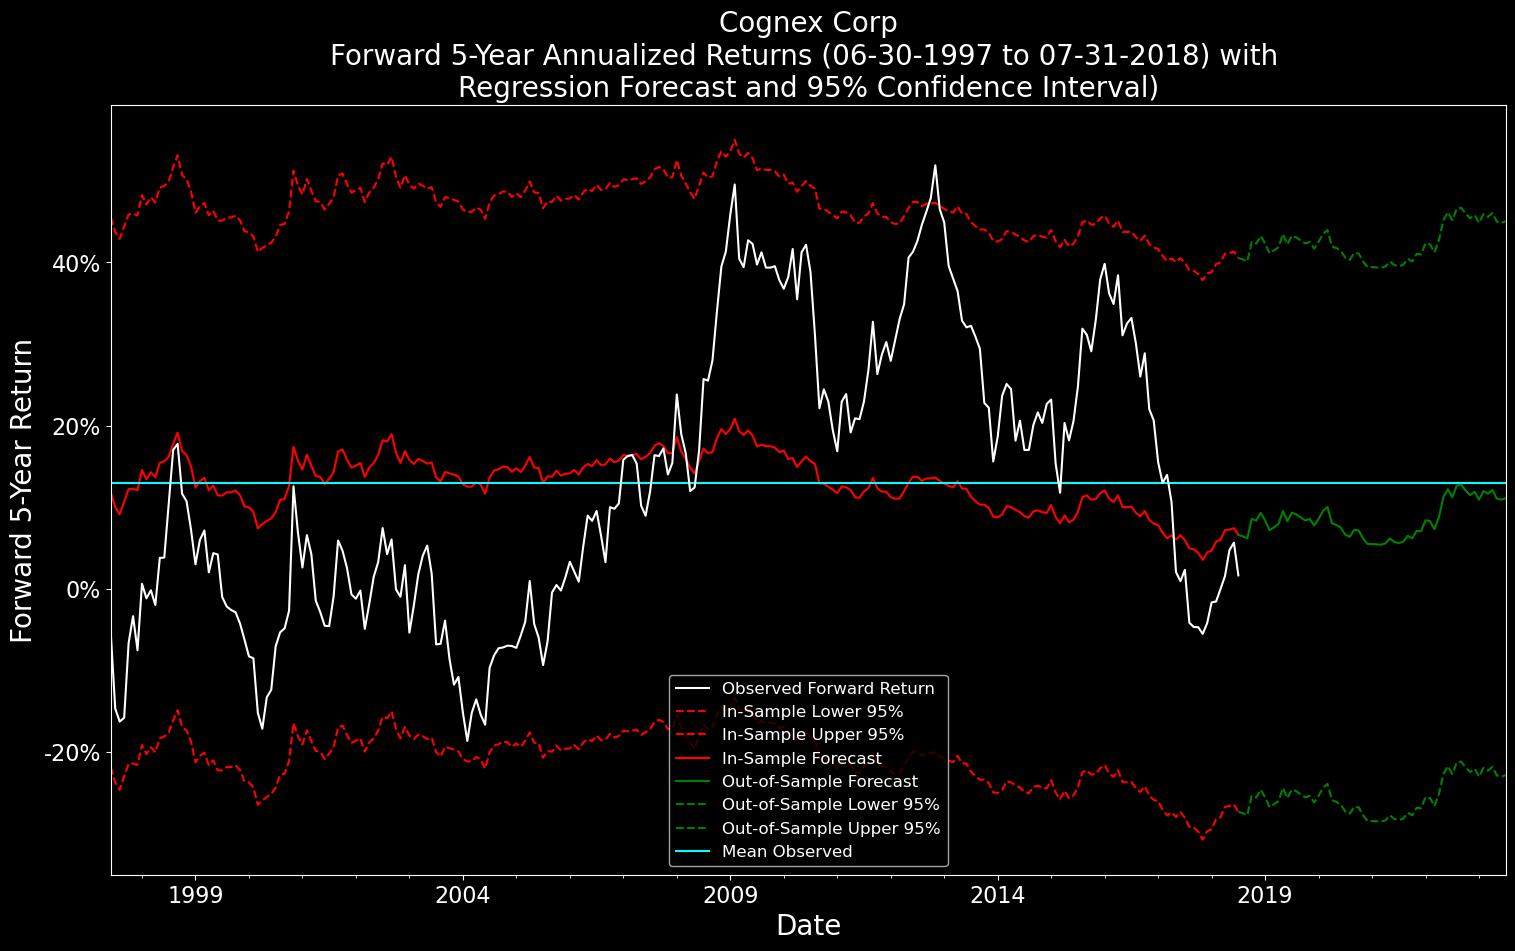 Cognex Corp
Forward 5-Year Annualized Returns (06-30-1997 to 07-31-2018) with
Regression Forecast and 95% Confidence Interval)
Forward 5-Year Return
40%
20%
0%
-20%
Observed Forward Return
In-Sample Lower 95%
In-Sample Upper 95%
In-Sample Forecast
Out-of-Sample Forecast
Out-of-Sample Lower 95%
Out-of-Sample Upper 95%
Mean Observed
1999
2004
2009
2014
2019
Date